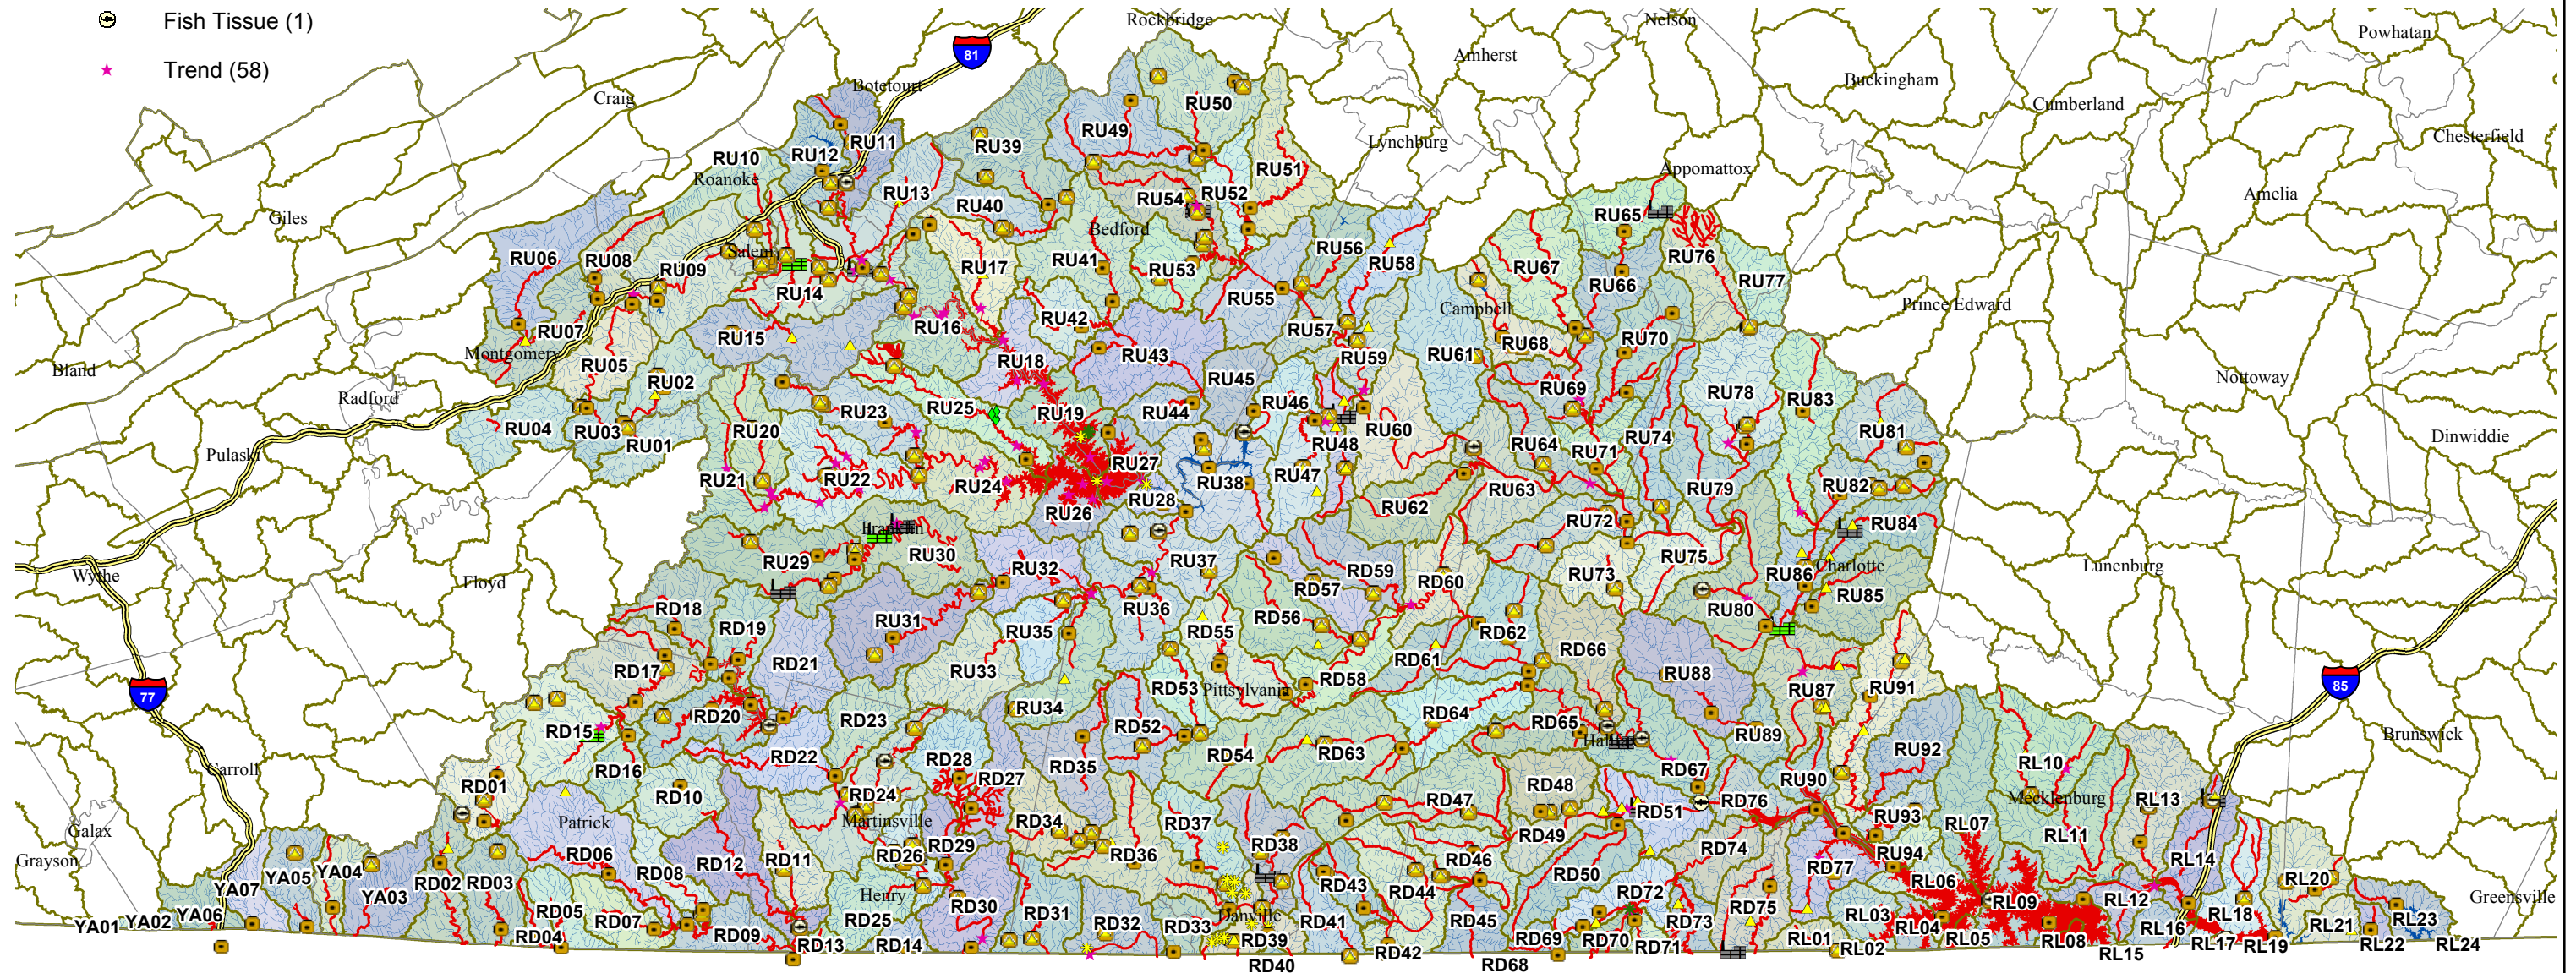 Fish Tissue (1)
Trend (58)
Rockbridge
Nelson
Powhatan
81
Amherst
Buckingham
Botetourt
Craig
Cumberland
RU50
RU49
Chesterfield
RU11
Lynchburg
RU39
RU12
RU10
Appomattox
RU51
Roanoke
RU13
RU54
RU52
Amelia
RU40
RU65
Giles
Bedford
RU56
Salem
RU76
RU06
RU08
RU09
RU17
RU41
RU53
RU58
RU67
RU77
RU66
RU14
RU55
Prince Edward
Campbell
RU42
RU16
RU57
RU07
RU15
RU70
RU68
Montgomery
RU43
RU61
RU59
RU18
RU05
Bland
RU02
RU45
Nottoway
RU69
RU78
Radford
RU83
RU46
RU25
RU23
RU19
RU44
RU04
RU03
RU20
RU60
RU81
RU01
RU74
Dinwiddie
RU48
RU64
RU71
Pulaski
RU27
RU47
RU21
RU22
RU38
RU24
RU82
RU63
RU79
RU28
RU62
RU26
RU72
RU84
Franklin
RU30
RU75
RU29
RU37
Charlotte
Lunenburg
RU32
RD59
RU73
RU86
Wythe
Floyd
RD60
RD57
RU85
RD18
RU36
RU80
RU31
RD56
RD19
RU35
RD55
RD62
RD66
RD21
RD61
RD17
RU33
RU88
RD58
77
85
RD53
Pittsylvania
RU87
RU91
RU34
RD20
RD64
RD23
RD52
RD65
RD15
Halifax
RU89
Brunswick
RU92
RD63
RD54
RD22
RD28
RD35
RL10
Carroll
RD16
RD67
RD27
RU90
RD01
RD48
RD10
RD24
Mecklenburg
RL13
RD47
RD76
RD51
RU93
Patrick
Martinsville
RD34
RD37
RL07
Galax
RD49
RL11
RD38
RD29
RD74
RU94
RD26
RD36
RD06
Grayson
RD46
RL14
RD12
RD11
RD77
YA05
YA04
RD08
RD50
RL20
RL06
RD02
RD03
RD43
YA07
RD44
RD72
YA03
Henry
Greensville
RL12
RL09
RD30
RD75
RD05
RD31
YA06
Danville
RL03
RL18
RL23
RD07
RD25
RD32
RD41
RD45
RD73
YA02
YA01
RD33
RL04
RL16
RL21
RD04
RD09
RD69
RD70
RL01
RL05
RD39
RL08
RL17
RL19
RL22
RL24
RD13
RD14
RD71
RL02
RD42
RL15
RD40
RD68